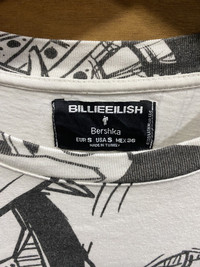 BILLIEEILISH
Bershka
EUR S USA S MEX 26
MADE IN TURKEY